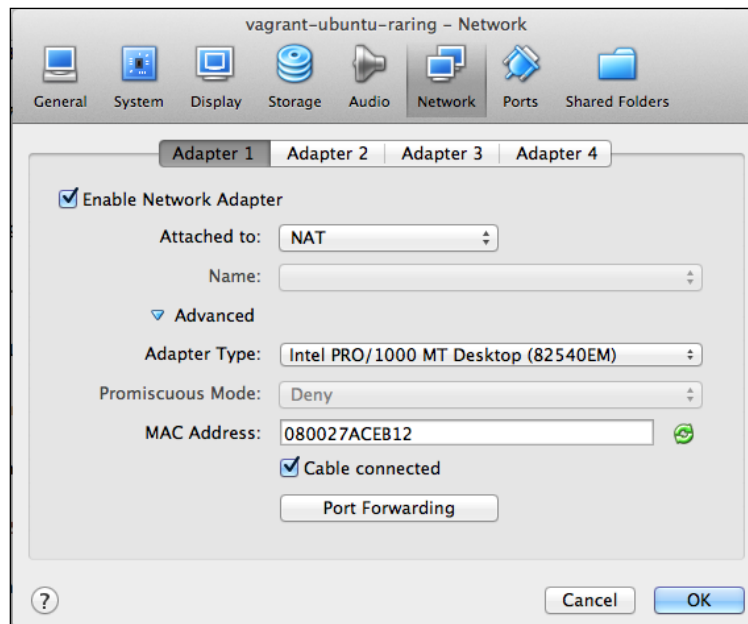 vagrant-ubuntu-raring – Network
General System Display Storage Audio Network Ports Shared Folders
Adapter 1 Adapter 2 Adapter 3 Adapter 4
Enable Network Adapter
Attached to: NAT
Name:
Advanced
Adapter Type: Intel PRO/1000 MT Desktop (82540EM)
Promiscuous Mode: Deny
MAC Address: 080027ACEB12
Cable connected
Port Forwarding
? Cancel OK